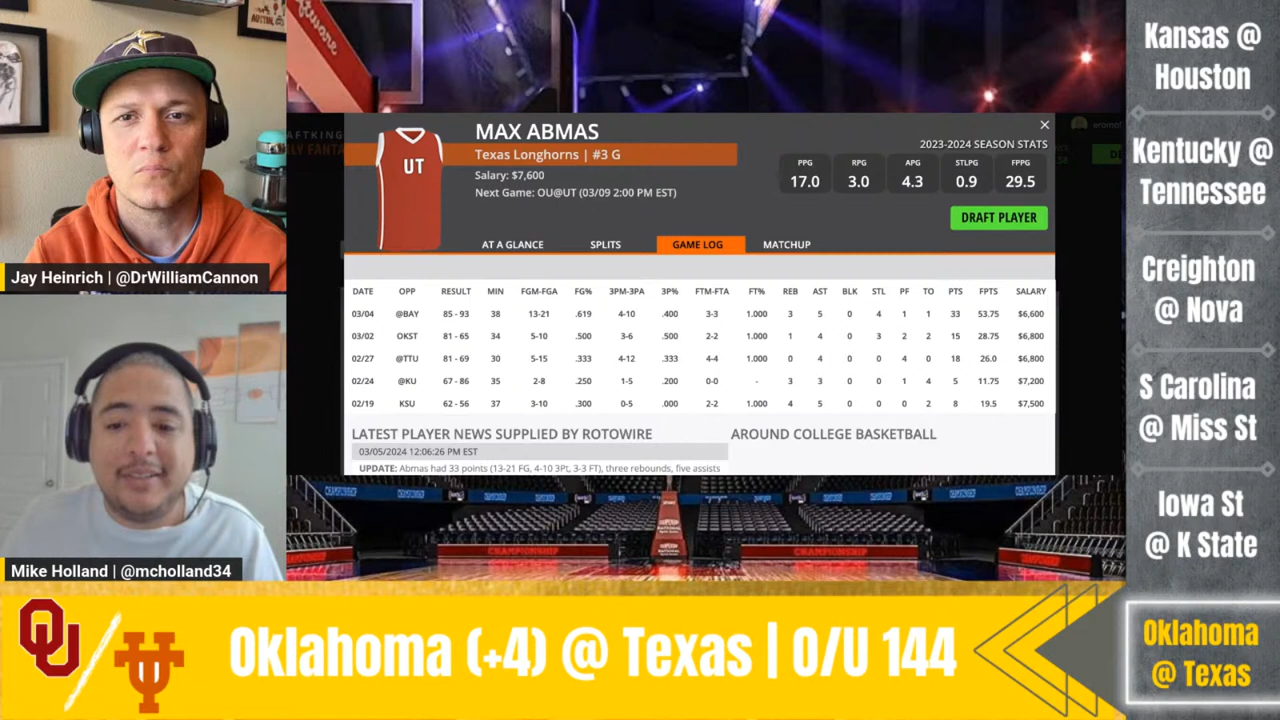 AUSTIN,
Software
Jay Heinrich | @DrWilliamCannon
Mike Holland | @mcholland34
MAX ABMAS
Texas Longhorns | #3 G
Salary: $7,600
Next Game: OU@UT (03/09 2:00 PM EST)
UT
2023-2024 SEASON STATS
PPG RPG APG STLPG FPPG
17.0 3.0 4.3 0.9 29.5
DRAFT PLAYER
AT A GLANCE SPLITS GAME LOG MATCHUP
DATE OPP RESULT MIN FGM-FGA FG% 3PM-3PA 3P% FTM-FTA FT% REB AST BLK STL PF TO PTS FPTS SALARY
03/04 @BAY 85 - 93 38 13-21 .619 4-10 .400 3-3 1.000 3 5 0 4 1 1 33 53.75 $6,600
03/02 OKST 81 - 65 34 5-10 .500 3-6 .500 2-2 1.000 1 4 0 3 2 2 15 28.75 $6,800
02/27 @TTU 81 - 69 30 5-15 .333 4-12 .333 4-4 1.000 0 4 0 0 4 0 18 26.0 $6,800
02/24 @KU 67 - 86 35 2-8 .250 1-5 .200 0-0 - 3 3 0 0 1 4 5 11.75 $7,200
02/19 KSU 62 - 56 37 3-10 .300 0-5 .000 2-2 1.000 4 5 0 0 0 2 8 19.5 $7,500
LATEST PLAYER NEWS SUPPLIED BY ROTOWIRE
03/05/2024 12:06:26 PM EST
UPDATE: Abmas had 33 points (13-21 FG, 4-10 3Pt, 3-3 FT), three rebounds, five assists
AROUND COLLEGE BASKETBALL
CHAMPIONSHIP
CHAMPIONSHIP
Kansas @
Houston
Kentucky @
Tennessee
Creighton
@ Nova
S Carolina
@ Miss St
Iowa St
@ K State
Oklahoma
@ Texas
OU / UT
Oklahoma (+4) @ Texas | O/U 144